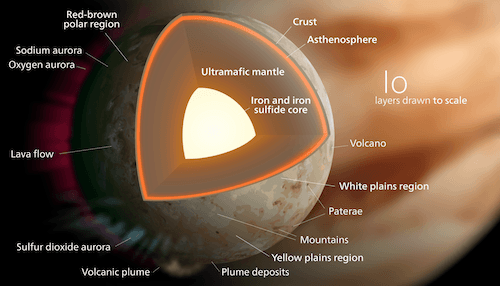 Red-brown
polar region
Sodium aurora
Oxygen aurora
Lava flow
Sulfur dioxide aurora
Volcanic plume
Crust
Asthenosphere
Ultramafic mantle
Iron and iron
sulfide core
Io
layers drawn to scale
Volcano
White plains region
Paterae
Mountains
Yellow plains region
Plume deposits